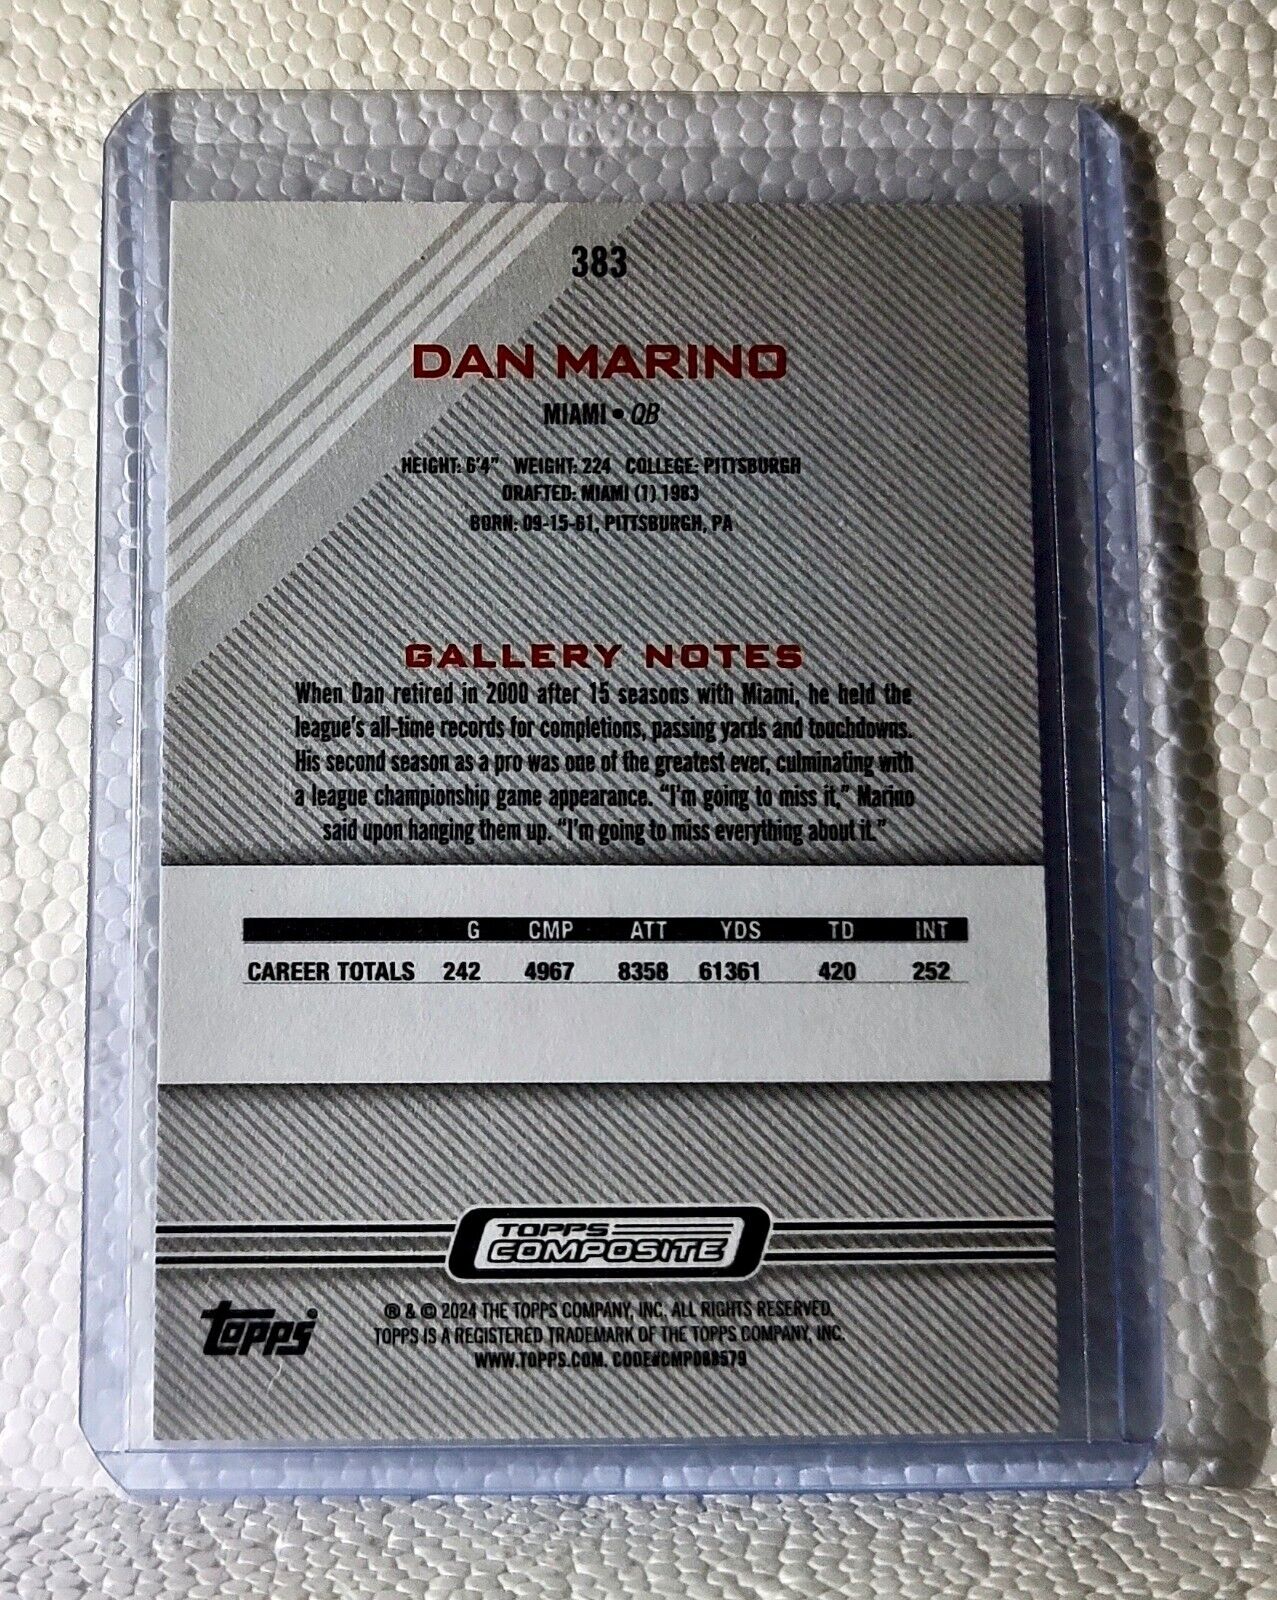 383
DAN MARINO
MIAMI • QB
HEIGHT: 6'4" WEIGHT: 224 COLLEGE: PITTSBURGH
DRAFTED: MIAMI (1) 1983
BORN: 09-15-61, PITTSBURGH, PA
GALLERY NOTES
When Dan retired in 2000 after 15 seasons with Miami, he held the
league's all-time records for completions, passing yards and touchdowns.
His second season as a pro was one of the greatest ever, culminating with
a league championship game appearance. "I'm going to miss it," Marino
said upon hanging them up. "I'm going to miss everything about it."
G CMP ATT YDS TD INT
CAREER TOTALS 242 4967 8358 61361 420 252
TOPPS
COMPOSITE
topps
® & © 2024 THE TOPPS COMPANY, INC. ALL RIGHTS RESERVED.
TOPPS IS A REGISTERED TRADEMARK OF THE TOPPS COMPANY, INC.
WWW.TOPPS.COM. CODE#CMP088579